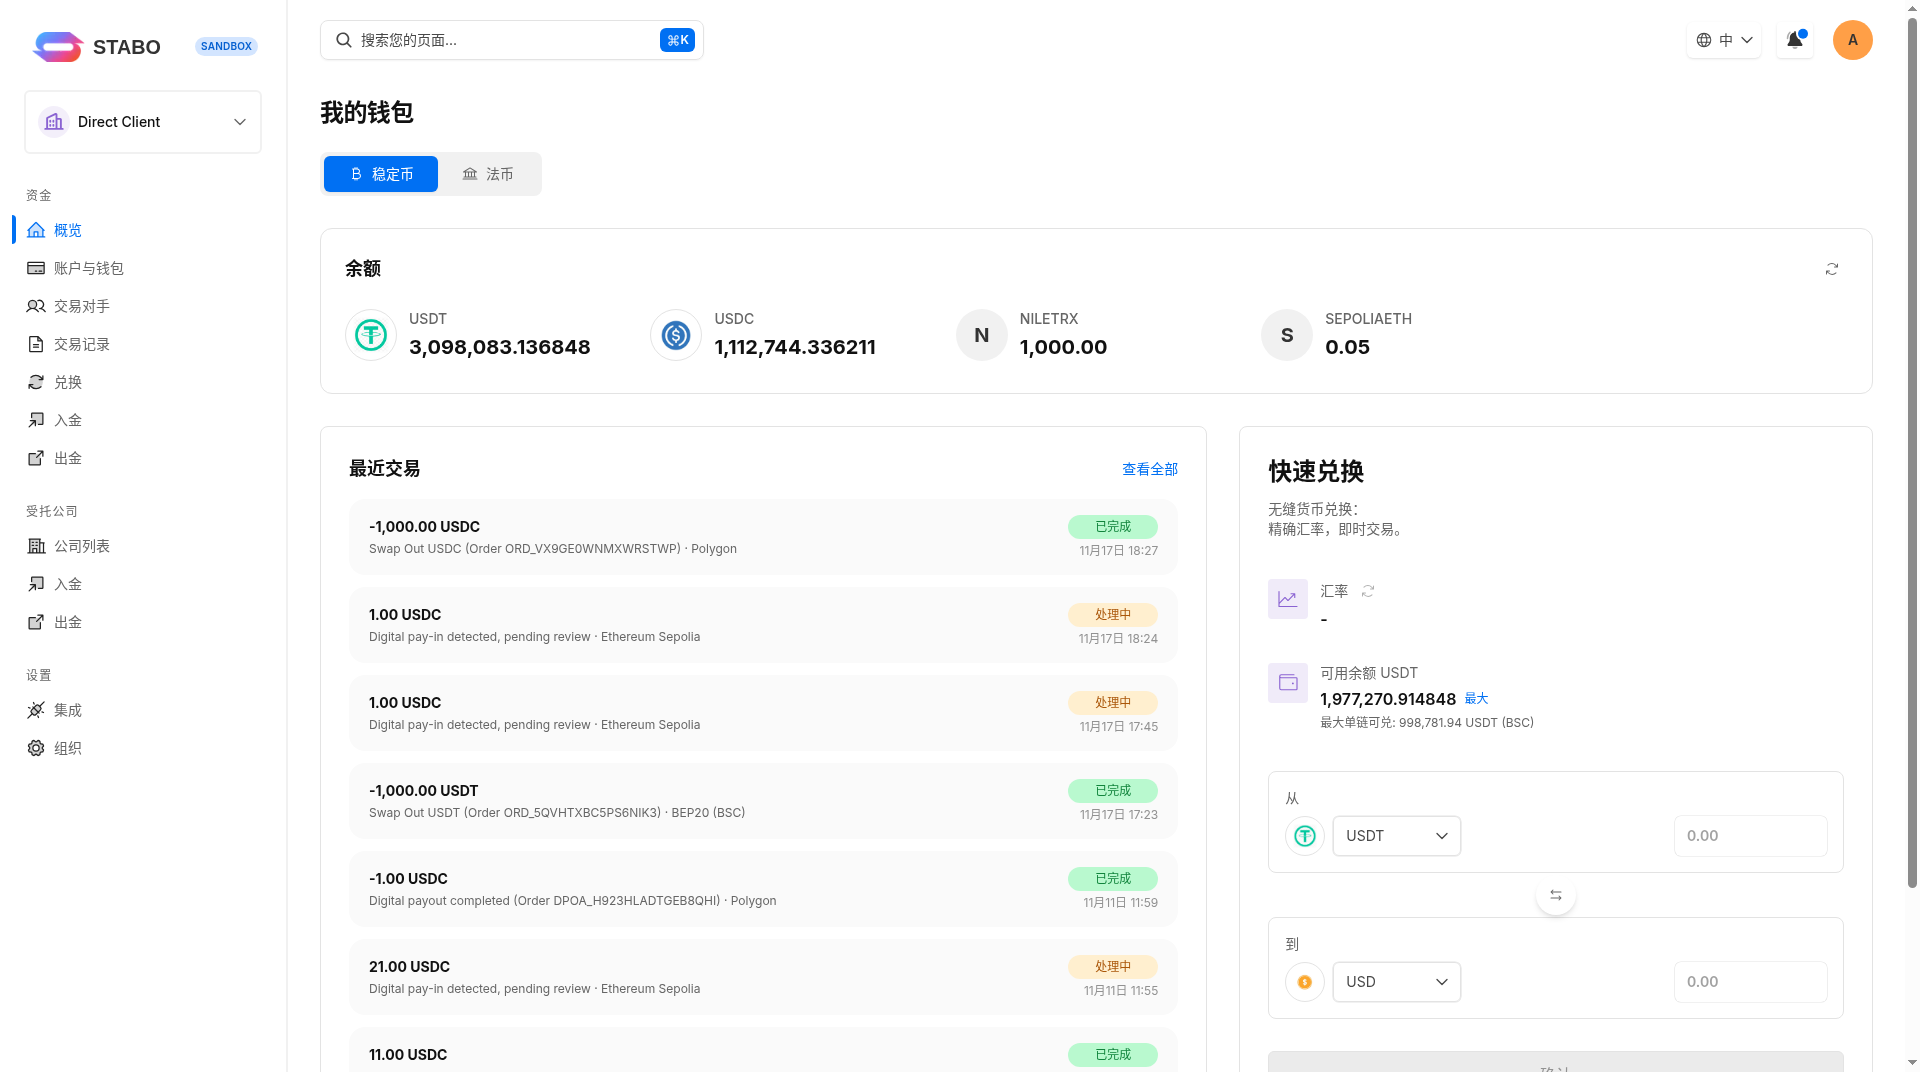 STABO
SANDBOX
搜索您的页面...
⌘K
中
A
Direct Client
资金
概览
账户与钱包
交易对手
交易记录
兑换
入金
出金
受托公司
公司列表
入金
出金
设置
集成
组织
我的钱包
稳定币
法币
余额
USDT
3,098,083.136848
USDC
1,112,744.336211
N
NILETRX
1,000.00
S
SEPOLIAETH
0.05
最近交易
查看全部
-1,000.00 USDC
已完成
Swap Out USDC (Order ORD_VX9GE0WNMXWRSTWP) · Polygon
11月17日 18:27
1.00 USDC
处理中
Digital pay-in detected, pending review · Ethereum Sepolia
11月17日 18:24
1.00 USDC
处理中
Digital pay-in detected, pending review · Ethereum Sepolia
11月17日 17:45
-1,000.00 USDT
已完成
Swap Out USDT (Order ORD_5QVHTXBC5PS6NIK3) · BEP20 (BSC)
11月17日 17:23
-1.00 USDC
已完成
Digital payout completed (Order DPOA_H923HLADTGEB8QHI) · Polygon
11月11日 11:59
21.00 USDC
处理中
Digital pay-in detected, pending review · Ethereum Sepolia
11月11日 11:55
11.00 USDC
已完成
快速兑换
无缝货币兑换：
精确汇率，即时交易。
汇率
-
可用余额 USDT
1,977,270.914848 最大
最大单链可兑: 998,781.94 USDT (BSC)
从
USDT
0.00
到
USD
0.00